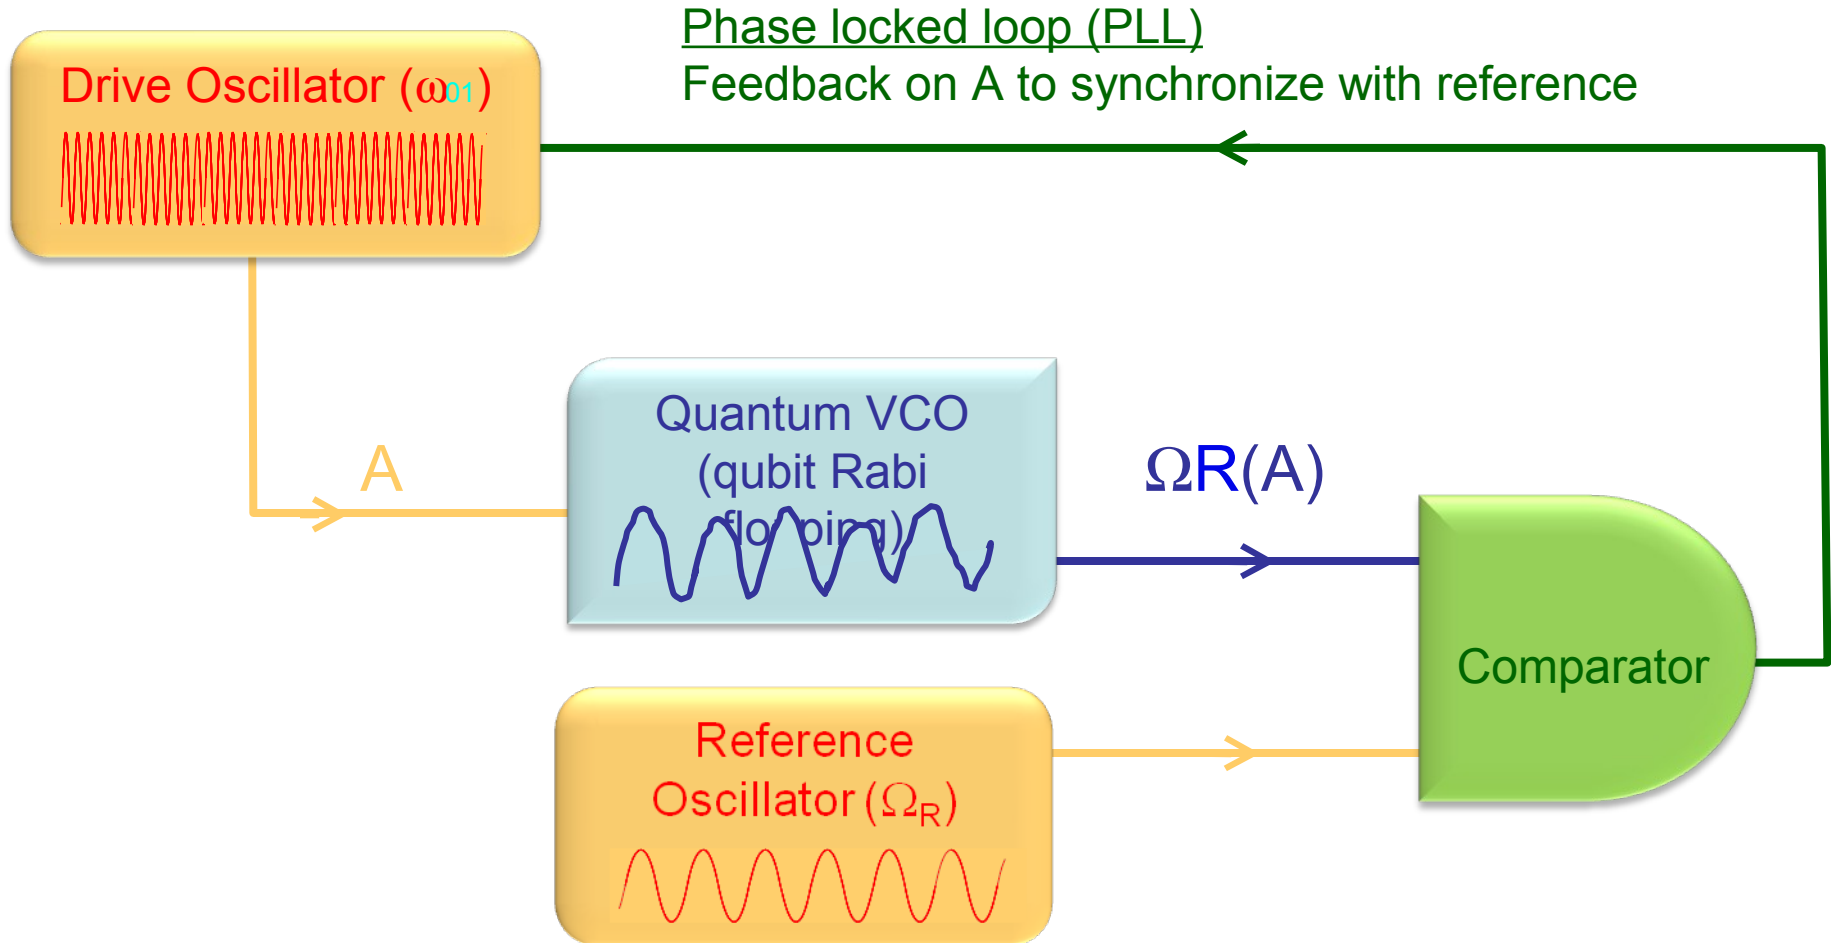 Phase locked loop (PLL)
Feedback on A to synchronize with reference
Drive Oscillator (ω01)
A
Quantum VCO
(qubit Rabi
flopping)
ΩR(A)
Comparator
Reference
Oscillator (ΩR)